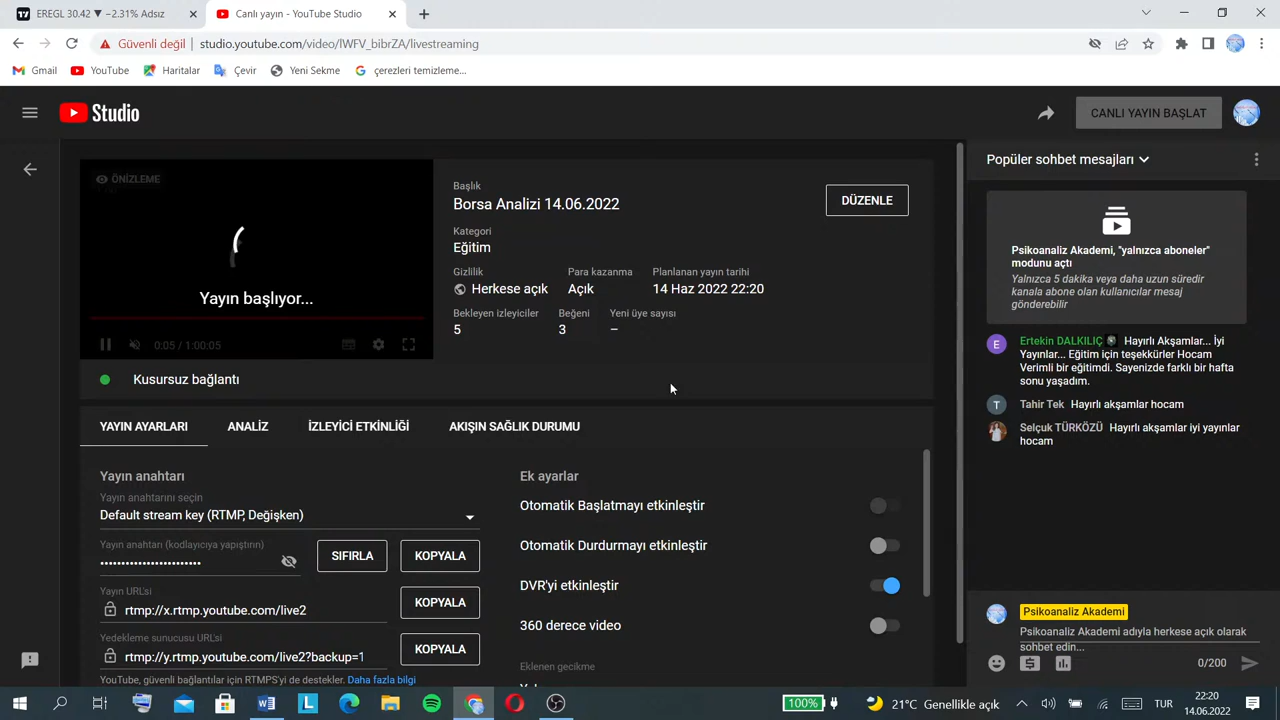 EREGL 30.42 ▼ −2.31% Adsız
Canlı yayın - YouTube Studio
Güvenli değil
studio.youtube.com/video/lWFV_bibrZA/livestreaming
Gmail
YouTube
Haritalar
Çevir
Yeni Sekme
çerezleri temizleme...
Studio
CANLI YAYIN BAŞLAT
ÖNİZLEME
Yayın başlıyor...
0:05 / 1:00:05
Kusursuz bağlantı
Başlık
Borsa Analizi 14.06.2022
DÜZENLE
Kategori
Eğitim
Gizlilik
Para kazanma
Planlanan yayın tarihi
Herkese açık
Açık
14 Haz 2022 22:20
Bekleyen izleyiciler
Beğeni
Yeni üye sayısı
5
3
–
YAYIN AYARLARI
ANALİZ
İZLEYİCİ ETKİNLİĞİ
AKIŞIN SAĞLIK DURUMU
Yayın anahtarı
Yayın anahtarını seçin
Default stream key (RTMP, Değişken)
Yayın anahtarı (kodlayıcıya yapıştırın)
••••••••••••••••••••••••
SIFIRLA
KOPYALA
Yayın URL'si
rtmp://x.rtmp.youtube.com/live2
KOPYALA
Yedekleme sunucusu URL'si
rtmp://y.rtmp.youtube.com/live2?backup=1
KOPYALA
YouTube, güvenli bağlantılar için RTMPS'yi de destekler. Daha fazla bilgi
Ek ayarlar
Otomatik Başlatmayı etkinleştir
Otomatik Durdurmayı etkinleştir
DVR'yi etkinleştir
360 derece video
Eklenen gecikme
Popüler sohbet mesajları
Psikoanaliz Akademi, "yalnızca aboneler"
modunu açtı
Yalnızca 5 dakika veya daha uzun süredir
kanala abone olan kullanıcılar mesaj
gönderebilir
E
Ertekin DALKILIÇ Hayırlı Akşamlar... İyi
Yayınlar... Eğitim için teşekkürler Hocam
Verimli bir eğitimdi. Sayenizde farklı bir hafta
sonu yaşadım.
T
Tahir Tek Hayırlı akşamlar hocam
Selçuk TÜRKÖZÜ Hayırlı akşamlar iyi yayınlar
hocam
Psikoanaliz Akademi
Psikoanaliz Akademi adıyla herkese açık olarak
sohbet edin...
0/200
100%
21°C Genellikle açık
TUR
22:20
14.06.2022